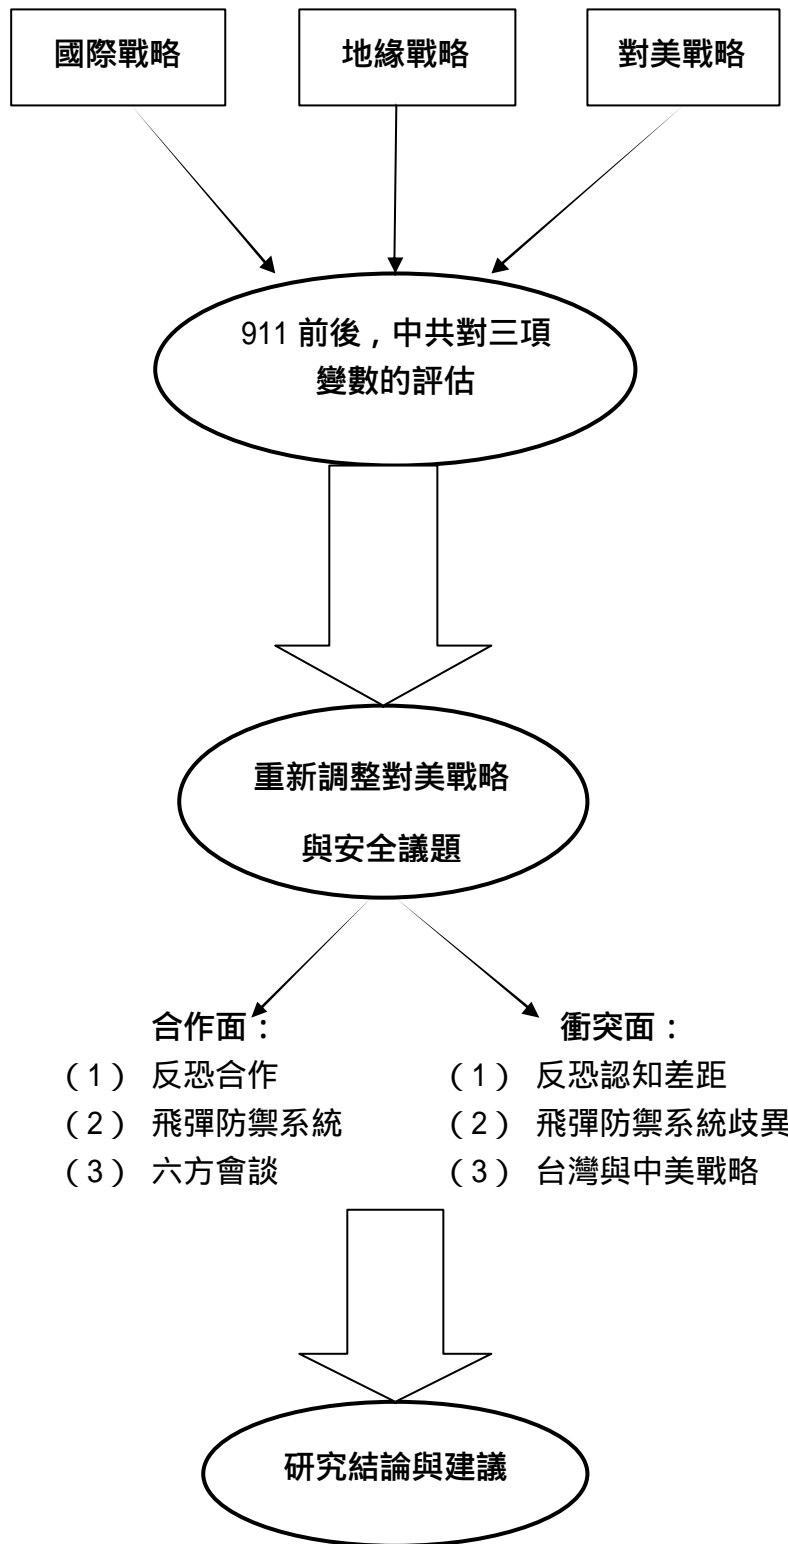 國際戰略
地緣戰略
對美戰略
911 前後，中共對三項
變數的評估
重新調整對美戰略
與安全議題
合作面：
（1） 反恐合作
（2） 飛彈防禦系統
（3） 六方會談
衝突面：
（1） 反恐認知差距
（2） 飛彈防禦系統歧異
（3） 台灣與中美戰略
研究結論與建議